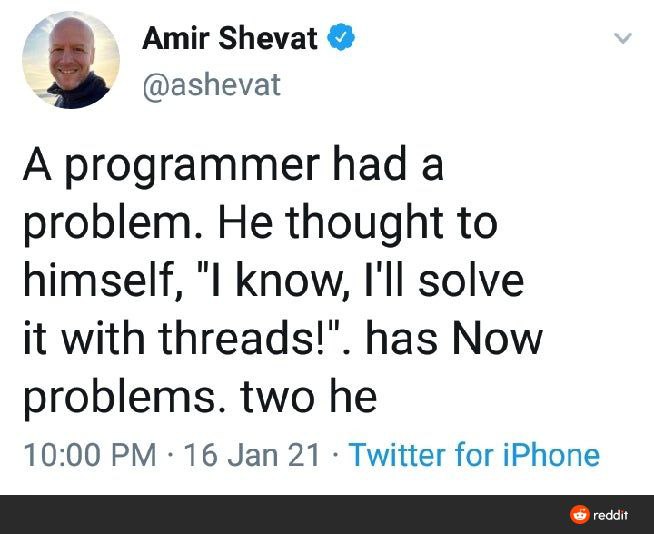 Amir Shevat
@ashevat
A programmer had a
problem. He thought to
himself, "I know, I'll solve
it with threads!". has Now
problems. two he
10:00 PM · 16 Jan 21 · Twitter for iPhone
reddit